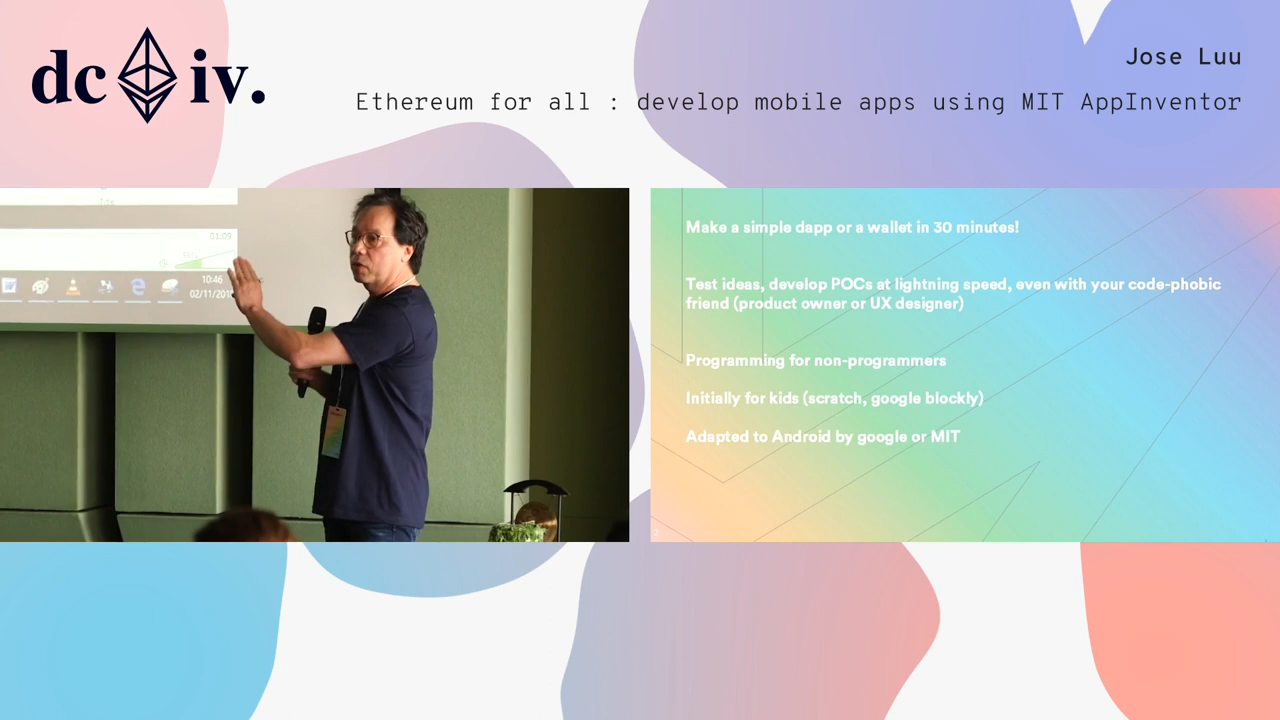 dc iv.
Jose Luu
Ethereum for all : develop mobile apps using MIT AppInventor
01:09
10:46
Make a simple dapp or a wallet in 30 minutes!
Test ideas, develop POCs at lightning speed, even with your code-phobic
friend (product owner or UX designer)
Programming for non-programmers
Initially for kids (scratch, google blockly)
Adapted to Android by google or MIT